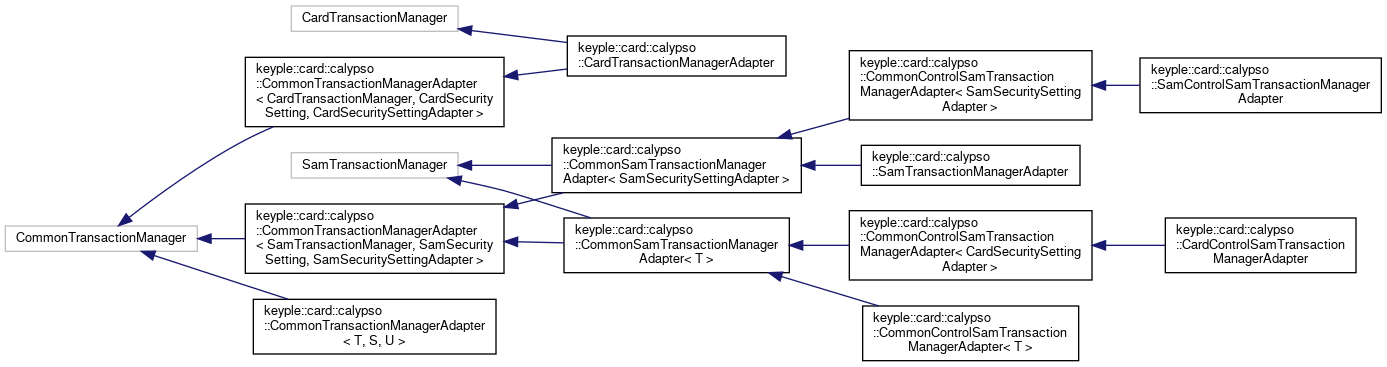 CardTransactionManager
keyple::card::calypso
::CardTransactionManagerAdapter
keyple::card::calypso
::CommonTransactionManagerAdapter
< CardTransactionManager, CardSecurity
Setting, CardSecuritySettingAdapter >
keyple::card::calypso
::CommonControlSamTransaction
ManagerAdapter< SamSecuritySetting
Adapter >
keyple::card::calypso
::SamControlSamTransactionManager
Adapter
SamTransactionManager
keyple::card::calypso
::CommonSamTransactionManager
Adapter< SamSecuritySettingAdapter >
keyple::card::calypso
::SamTransactionManagerAdapter
CommonTransactionManager
keyple::card::calypso
::CommonTransactionManagerAdapter
< SamTransactionManager, SamSecurity
Setting, SamSecuritySettingAdapter >
keyple::card::calypso
::CommonSamTransactionManager
Adapter< T >
keyple::card::calypso
::CommonControlSamTransaction
ManagerAdapter< CardSecuritySetting
Adapter >
keyple::card::calypso
::CardControlSamTransaction
ManagerAdapter
keyple::card::calypso
::CommonTransactionManagerAdapter
< T, S, U >
keyple::card::calypso
::CommonControlSamTransaction
ManagerAdapter< T >